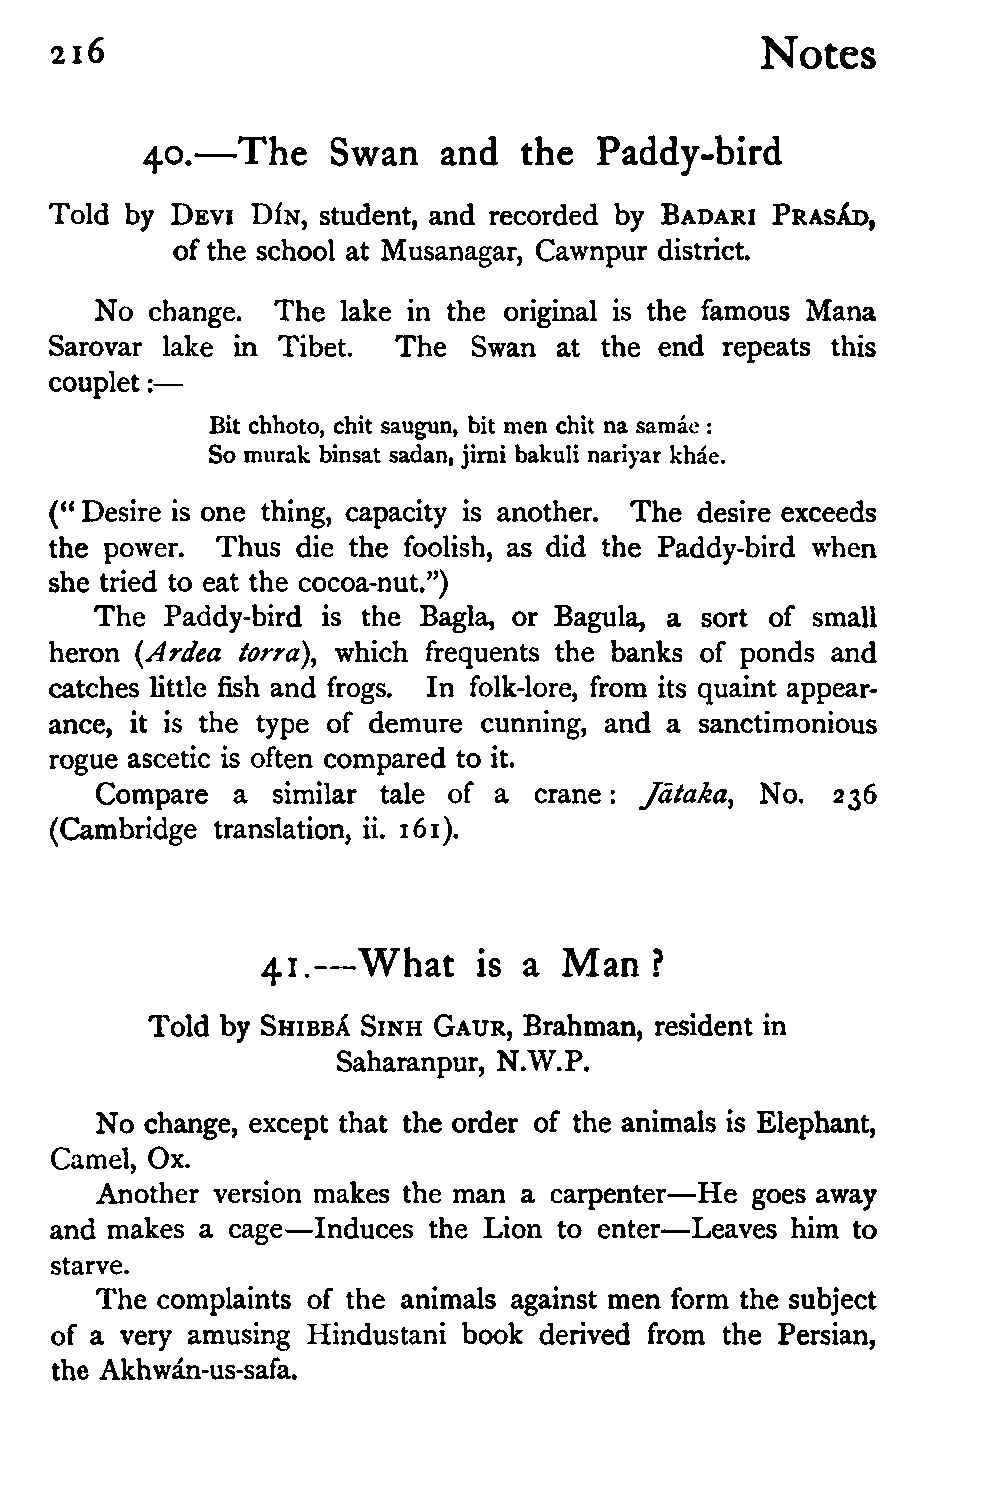 216 Notes
40.—The Swan and the Paddy-bird
Told by Devi Dín, student, and recorded by Badari Prasád,
of the school at Musanagar, Cawnpur district.
No change. The lake in the original is the famous Mana
Sarovar lake in Tibet. The Swan at the end repeats this
couplet :—
Bit chhoto, chit saugun, bit men chit na samáe :
So murak binsat sadan, jimi bakuli nariyar kháe.
(“ Desire is one thing, capacity is another. The desire exceeds
the power. Thus die the foolish, as did the Paddy-bird when
she tried to eat the cocoa-nut.”)
The Paddy-bird is the Bagla, or Bagula, a sort of small
heron (Ardea torra), which frequents the banks of ponds and
catches little fish and frogs. In folk-lore, from its quaint appear-
ance, it is the type of demure cunning, and a sanctimonious
rogue ascetic is often compared to it.
Compare a similar tale of a crane : Jātaka, No. 236
(Cambridge translation, ii. 161).
41.—What is a Man ?
Told by Shibbá Sinh Gaur, Brahman, resident in
Saharanpur, N.W.P.
No change, except that the order of the animals is Elephant,
Camel, Ox.
Another version makes the man a carpenter—He goes away
and makes a cage—Induces the Lion to enter—Leaves him to
starve.
The complaints of the animals against men form the subject
of a very amusing Hindustani book derived from the Persian,
the Akhwán-us-safa.